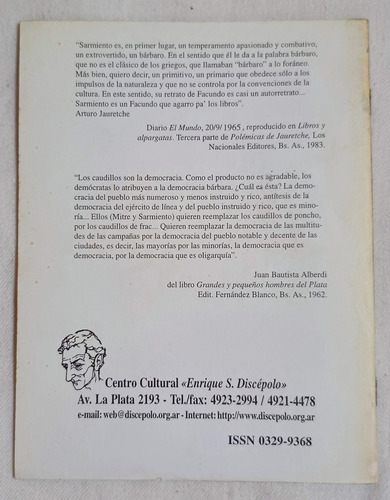 "Sarmiento es, en primer lugar, un temperamento apasionado y combativo,
un extrovertido, un bárbaro. En el sentido que él le da a la palabra bárbaro,
que no es el clásico de los griegos, que llamaban "bárbaro" a lo foráneo.
Más bien, quiero decir, un primitivo, un primario que obedece sólo a los
impulsos de la naturaleza y que no se controla por la convenciones de la
cultura. En este sentido, su retrato de Facundo es casi un autorretrato...
Sarmiento es un Facundo que agarro pa' los libros".
Arturo Jauretche
Diario El Mundo, 20/9/ 1965 , reproducido en Libros y
alpargatas. Tercera parte de Polémicas de Jauretche, Los
Nacionales Editores, Bs. As., 1983.
"Los caudillos son la democracia. Como el producto no es agradable, los
demócratas lo atribuyen a la democracia bárbara. ¿Cuál es ésta? La demo-
cracia del pueblo más numeroso y menos instruido y rico, antítesis de la
democracia del ejército de línea y del pueblo instruido y rico, que es mino-
ría... Ellos (Mitre y Sarmiento) quieren reemplazar los caudillos de poncho,
por los caudillos de frac... Quieren reemplazar la democracia de las multitu-
des de las campañas por la democracia del pueblo notable y decente de las
ciudades, es decir, las mayorías por las minorías, la democracia que es
democracia, por la democracia que es oligarquía".
Juan Bautista Alberdi
del libro Grandes y pequeños hombres del Plata
Edit. Fernández Blanco, Bs. As., 1962.
Centro Cultural «Enrique S. Discépolo»
Av. La Plata 2193 - Tel./fax: 4923-2994 / 4921-4478
e-mail: web@discepolo.org.ar - Internet: http://www.discepolo.org.ar
ISSN 0329-9368